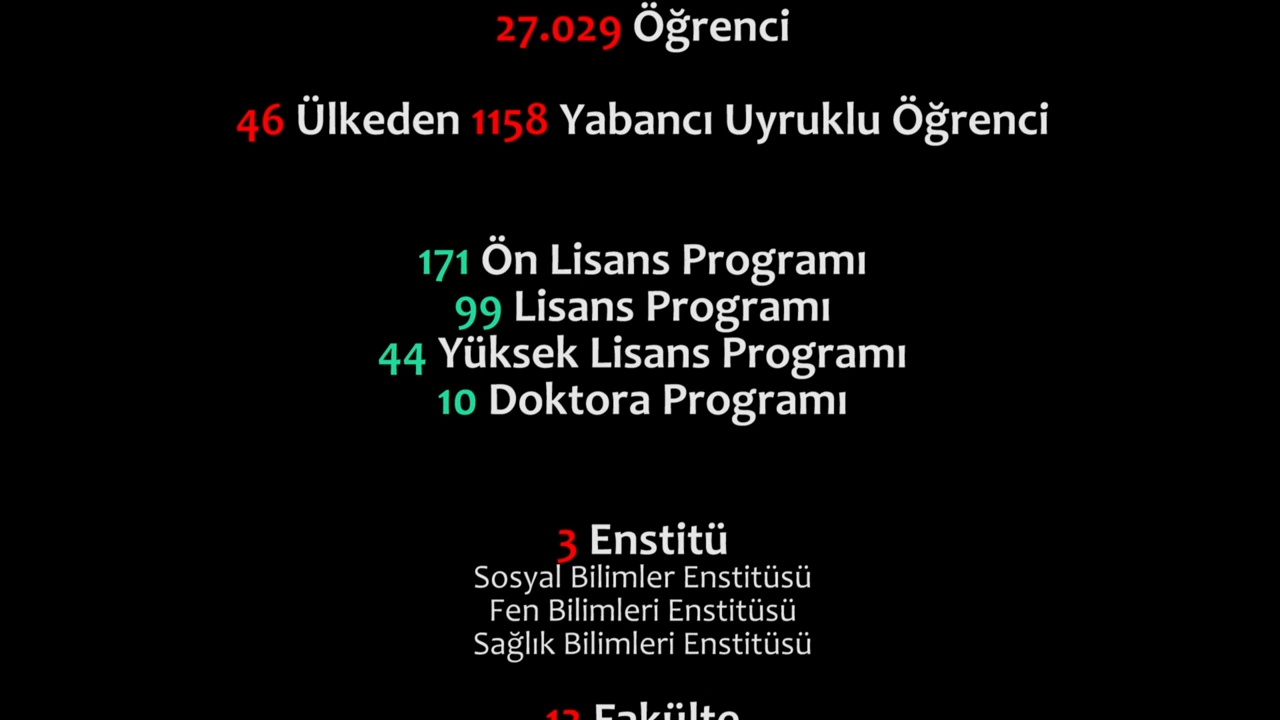 27.029 Öğrenci
46 Ülkeden 1158 Yabancı Uyruklu Öğrenci
171 Ön Lisans Programı
99 Lisans Programı
44 Yüksek Lisans Programı
10 Doktora Programı
3 Enstitü
Sosyal Bilimler Enstitüsü
Fen Bilimleri Enstitüsü
Sağlık Bilimleri Enstitüsü
Fakülte